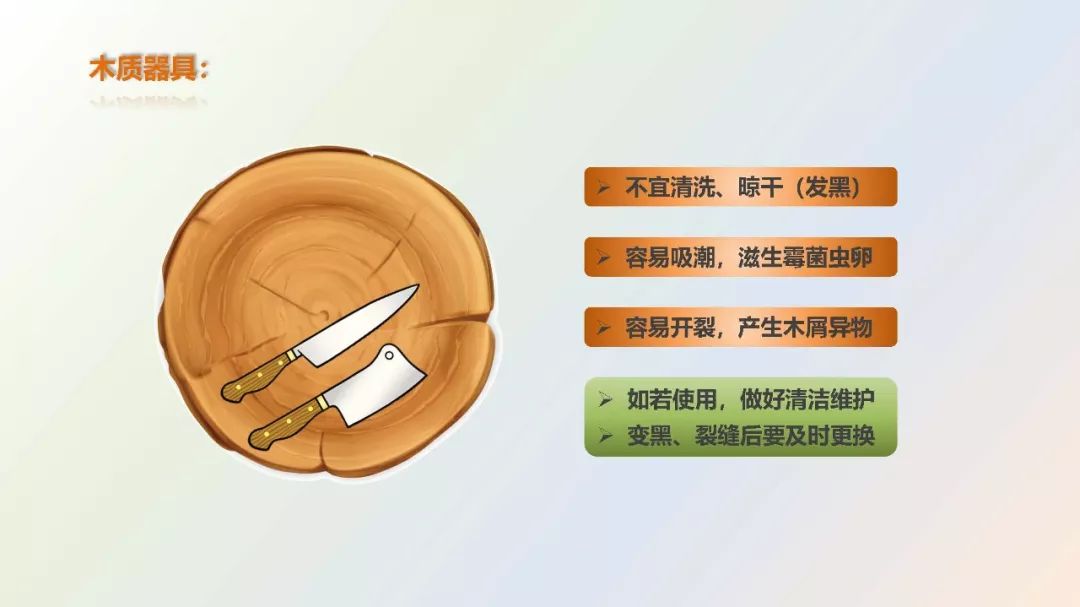 木质器具：
不宜清洗、晾干（发黑）
容易吸潮，滋生霉菌虫卵
容易开裂，产生木屑异物
如若使用，做好清洁维护
变黑、裂缝后要及时更换